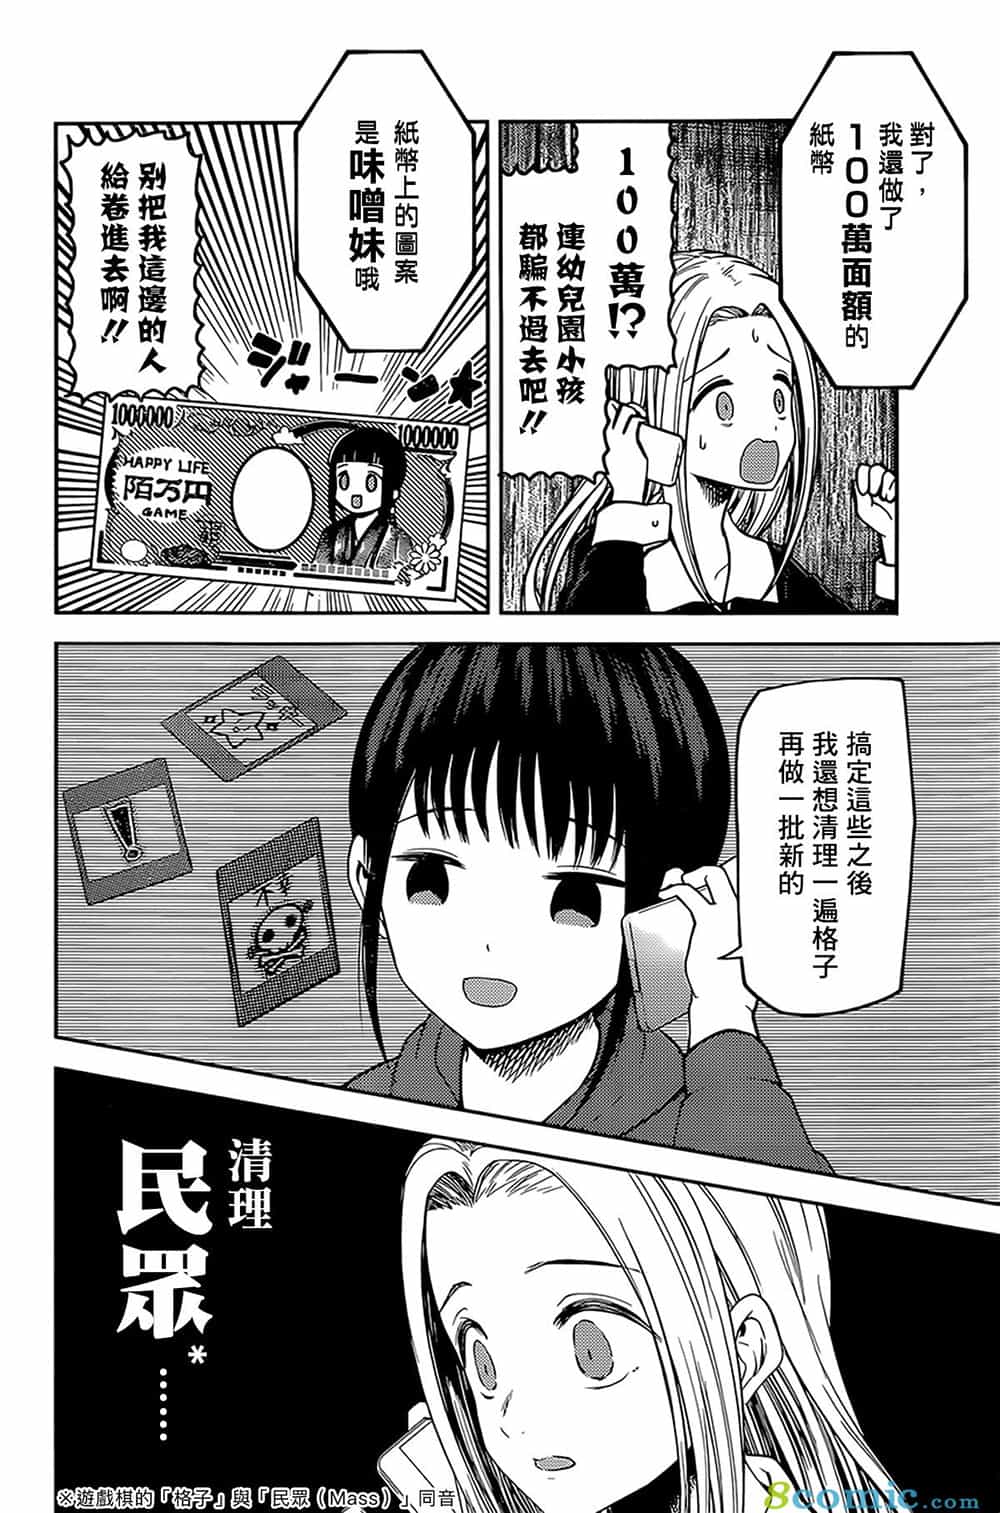 對了，
我還做了
１００萬面額的
紙幣
１００萬!?
連幼兒園小孩
都騙不過去吧!!
紙幣上的圖案
是味噌妹哦
別把我這邊的人
給卷進去啊!!
ジャーン★
1000000
1000000
HAPPY LIFE
陌万円
GAME
搞定這些之後
我還想清理一遍格子
再做一批新的
清理
民眾*
……
※遊戲棋的「格子」與「民眾（Mass）」同音
8comic.com